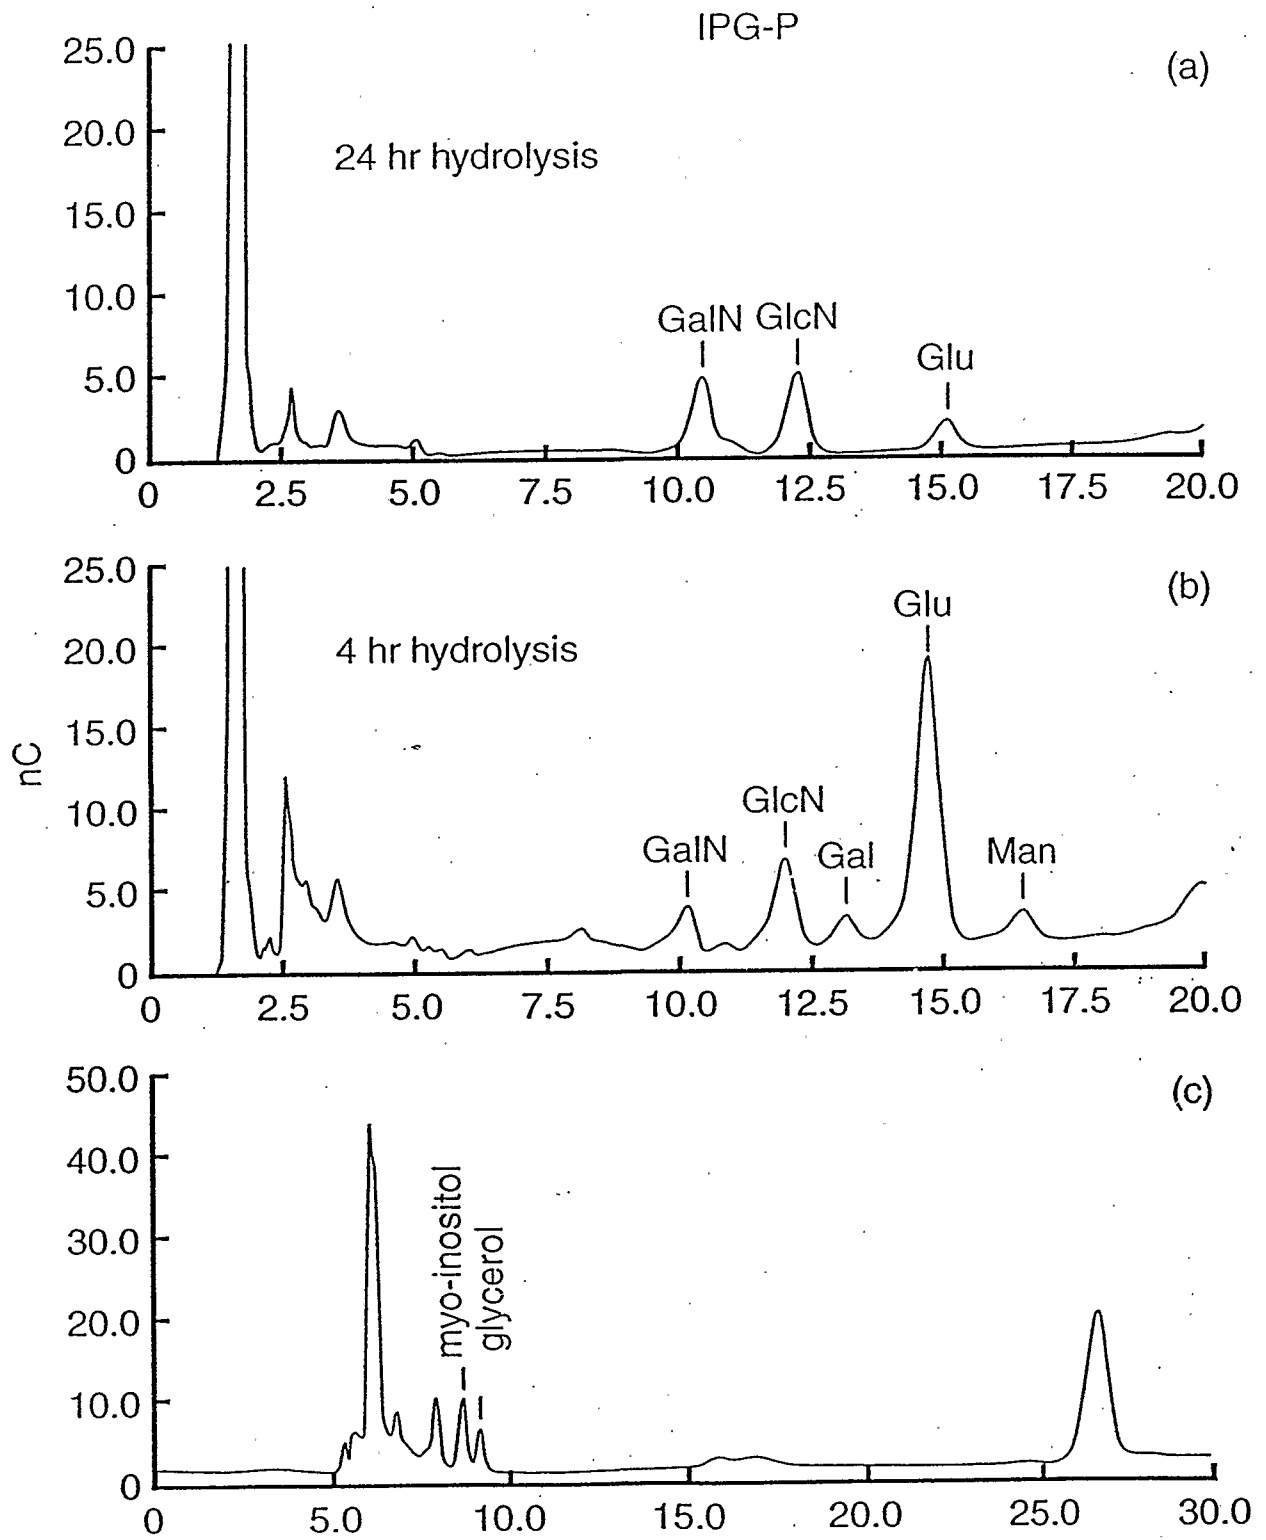 IPG-P
(a)
25.0
20.0
15.0
10.0
5.0
0
24 hr hydrolysis
GalN GlcN
Glu
0 2.5 5.0 7.5 10.0 12.5 15.0 17.5 20.0
(b)
25.0
20.0
15.0
10.0
5.0
0
4 hr hydrolysis
nC
GalN
GlcN
Gal
Glu
Man
0 2.5 5.0 7.5 10.0 12.5 15.0 17.5 20.0
(c)
50.0
40.0
30.0
20.0
10.0
0
myo-inositol
glycerol
0 5.0 10.0 15.0 20.0 25.0 30.0